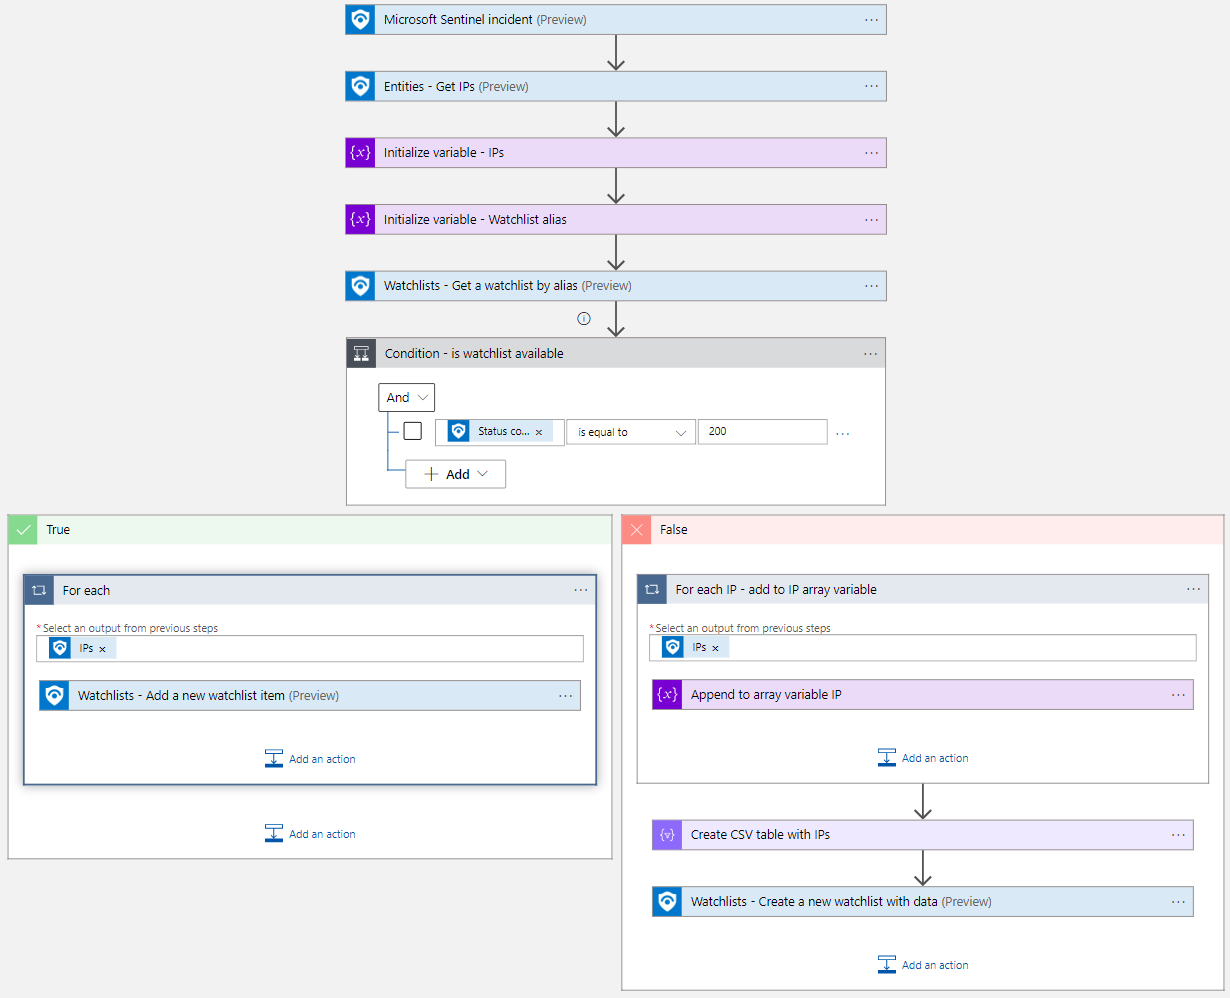 Microsoft Sentinel incident (Preview)
Entities - Get IPs (Preview)
{x} Initialize variable - IPs
{x} Initialize variable - Watchlist alias
Watchlists - Get a watchlist by alias (Preview)
Condition - is watchlist available
And
Status co... × is equal to 200
+ Add
True
For each
* Select an output from previous steps
IPs ×
Watchlists - Add a new watchlist item (Preview)
Add an action
Add an action
False
For each IP - add to IP array variable
* Select an output from previous steps
IPs ×
{x} Append to array variable IP
Add an action
Create CSV table with IPs
Watchlists - Create a new watchlist with data (Preview)
Add an action